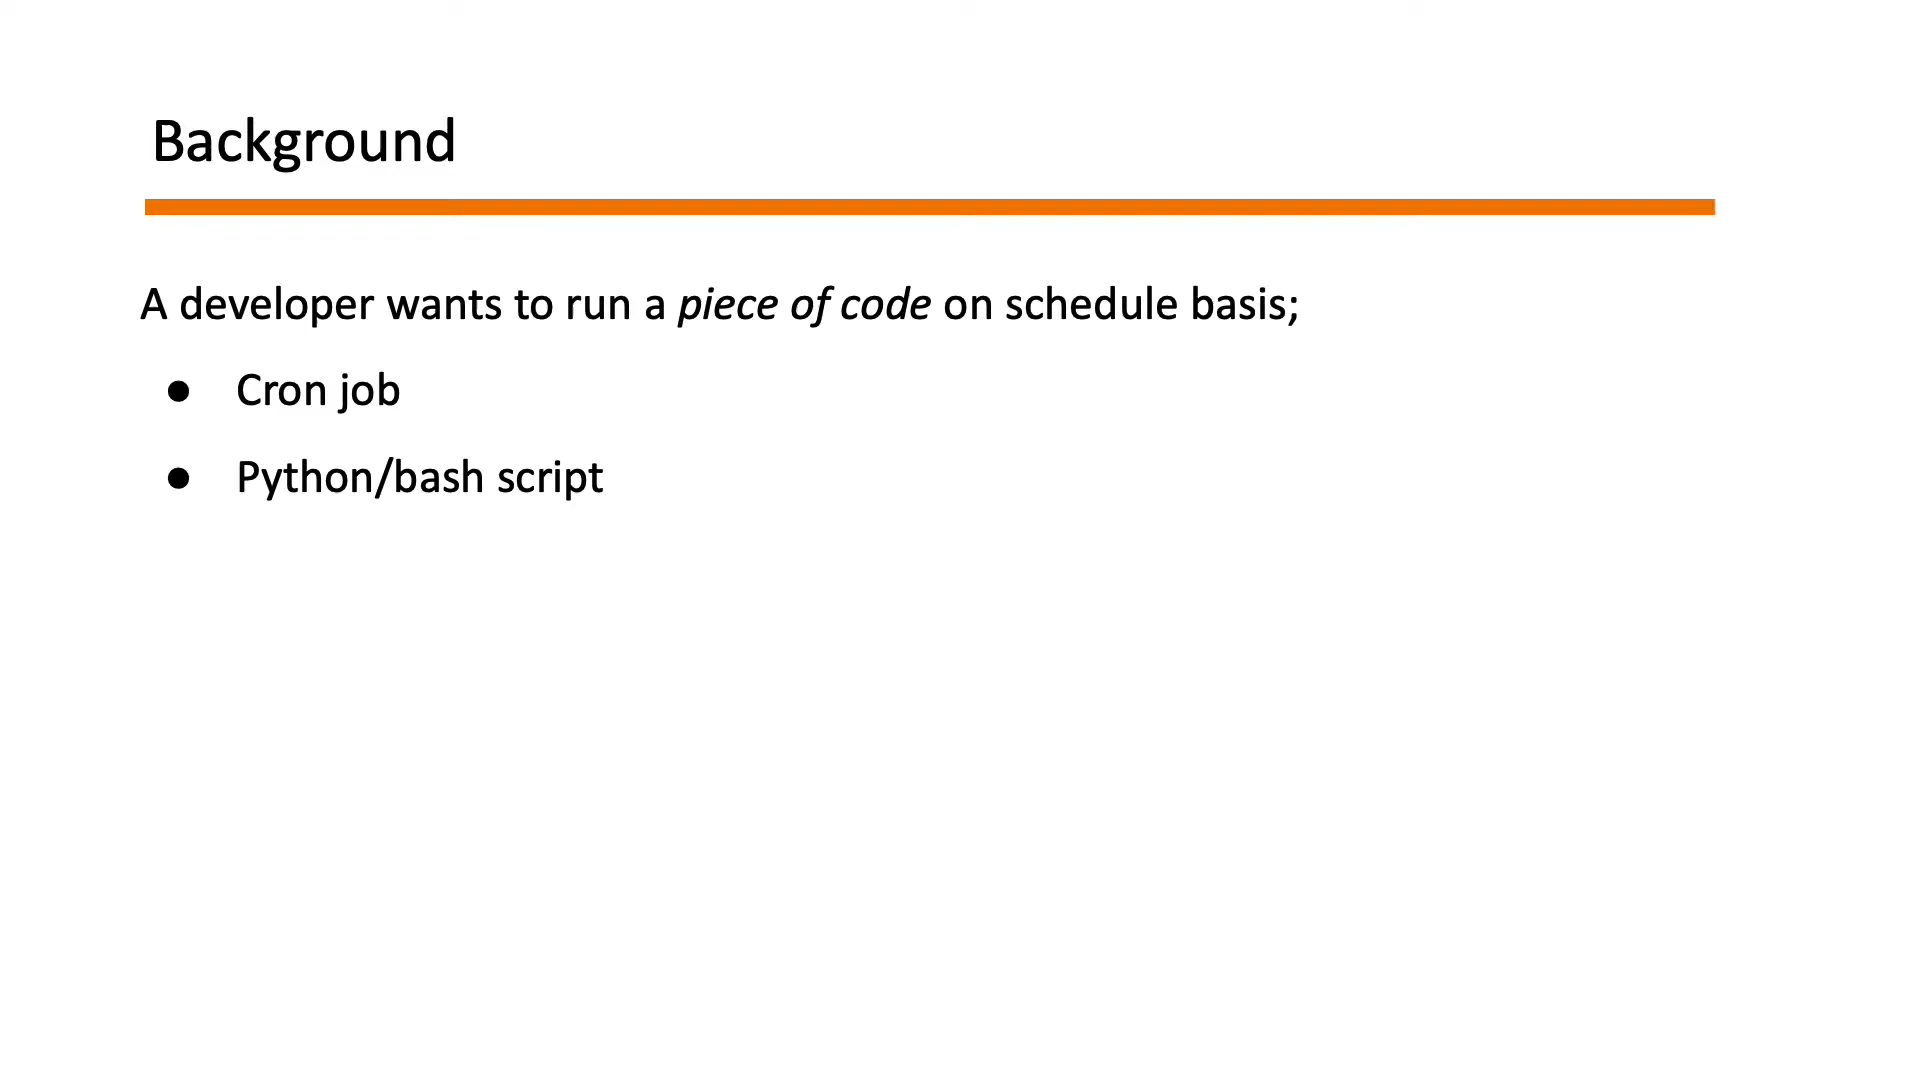 Background
A developer wants to run a piece of code on schedule basis;
● Cron job
● Python/bash script